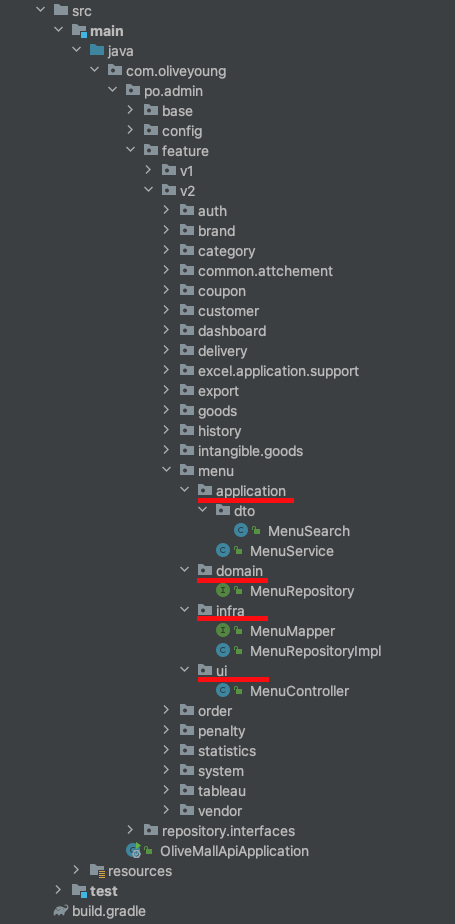 src
main
java
com.oliveyoung
po.admin
base
config
feature
v1
v2
auth
brand
category
common.attchement
coupon
customer
dashboard
delivery
excel.application.support
export
goods
history
intangible.goods
menu
application
dto
MenuSearch
MenuService
domain
MenuRepository
infra
MenuMapper
MenuRepositoryImpl
ui
MenuController
order
penalty
statistics
system
tableau
vendor
repository.interfaces
OliveMallApiApplication
resources
test
build.gradle